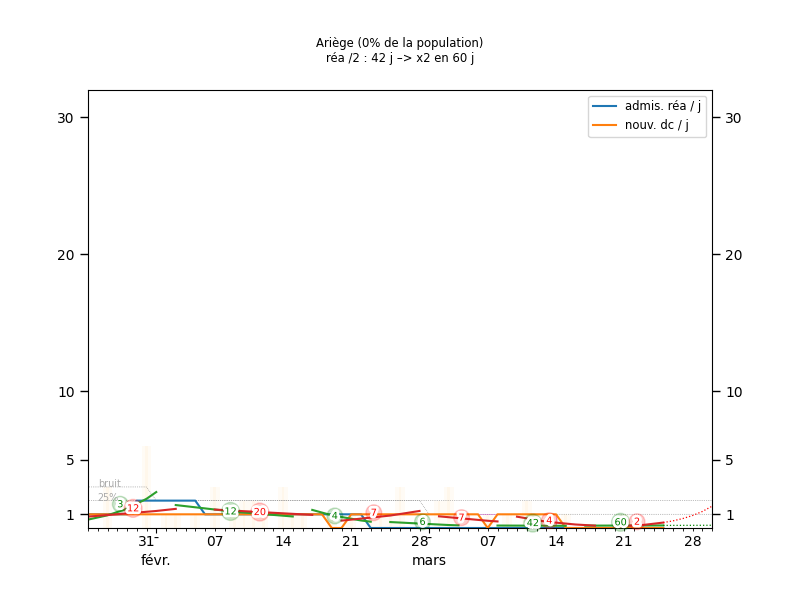 Ariège (0% de la population)
réa /2 : 42 j –> x2 en 60 j
admis. réa / j
nouv. dc / j
30 30
20 20
10 10
5 5
1 1
bruit
25%
3 12 12 20 4 7 6 7 42 4 60 2
31 07 14 21 28 07 14 21 28
févr. mars